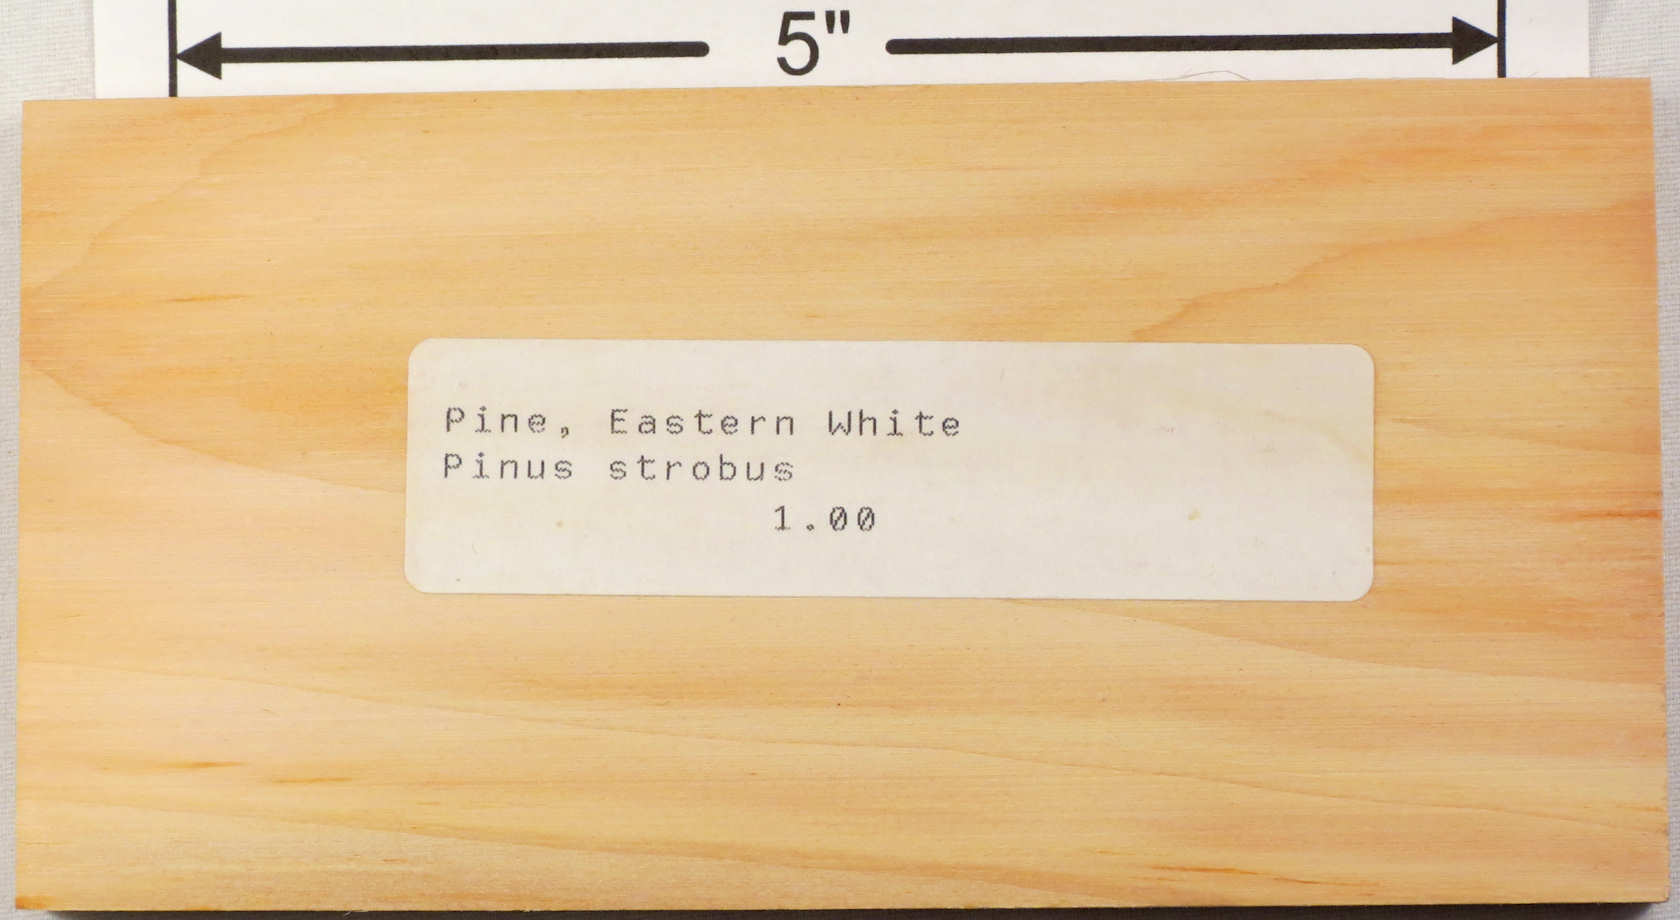 5"
Pine, Eastern White
Pinus strobus
1.00